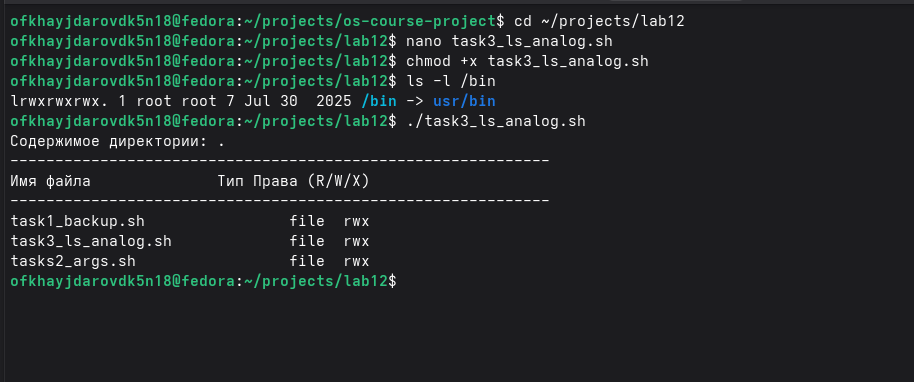 ofkhayjdarovdk5n18@fedora:~/projects/os-course-project$ cd ~/projects/lab12
ofkhayjdarovdk5n18@fedora:~/projects/lab12$ nano task3_ls_analog.sh
ofkhayjdarovdk5n18@fedora:~/projects/lab12$ chmod +x task3_ls_analog.sh
ofkhayjdarovdk5n18@fedora:~/projects/lab12$ ls -l /bin
lrwxrwxrwx. 1 root root 7 Jul 30  2025 /bin -> usr/bin
ofkhayjdarovdk5n18@fedora:~/projects/lab12$ ./task3_ls_analog.sh
Содержимое директории: .
------------------------------------------------------------
Имя файла              Тип Права (R/W/X)
------------------------------------------------------------
task1_backup.sh                file  rwx
task3_ls_analog.sh             file  rwx
tasks2_args.sh                 file  rwx
ofkhayjdarovdk5n18@fedora:~/projects/lab12$